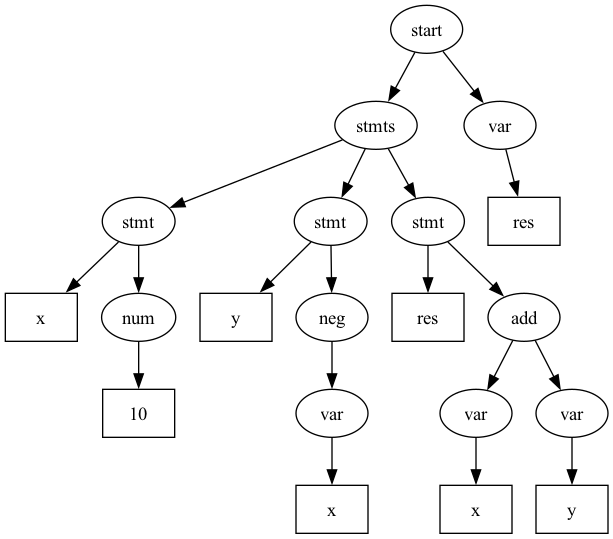 start
stmts var
stmt stmt stmt res
x num y neg res add
10 var var var
x x y